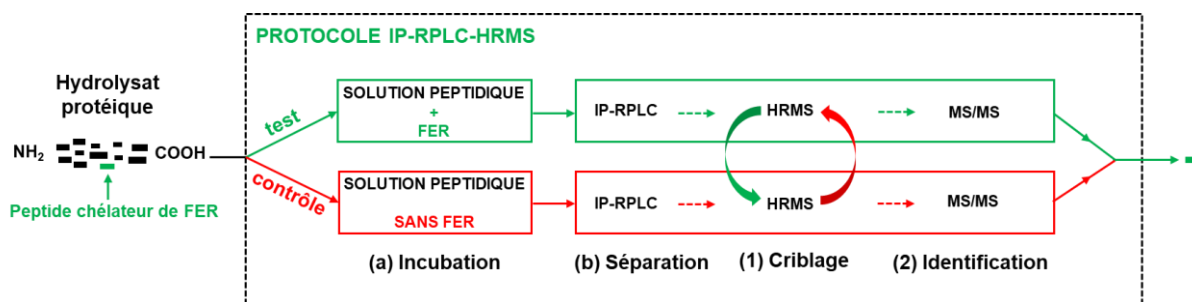 PROTOCOLE IP-RPLC-HRMS
Hydrolysat
protéique
NH2
COOH
Peptide chélateur de FER
test
contrôle
SOLUTION PEPTIDIQUE
+
FER
IP-RPLC
HRMS
MS/MS
SOLUTION PEPTIDIQUE
SANS FER
IP-RPLC
HRMS
MS/MS
(a) Incubation
(b) Séparation
(1) Criblage
(2) Identification